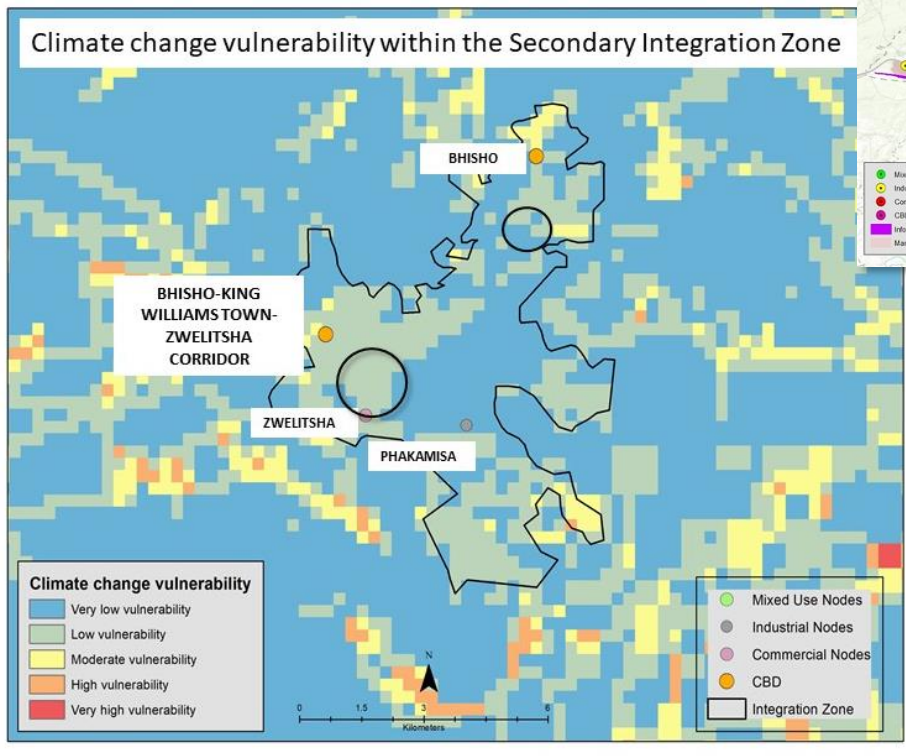 Climate change vulnerability within the Secondary Integration Zone
BHISHO
BHISHO-KING
WILLIAMS TOWN-
ZWELITSHA
CORRIDOR
ZWELITSHA
PHAKAMISA
Climate change vulnerability
Very low vulnerability
Low vulnerability
Moderate vulnerability
High vulnerability
Very high vulnerability
N
0 1.5 3 6
Kilometers
Mixed Use Nodes
Industrial Nodes
Commercial Nodes
CBD
Integration Zone